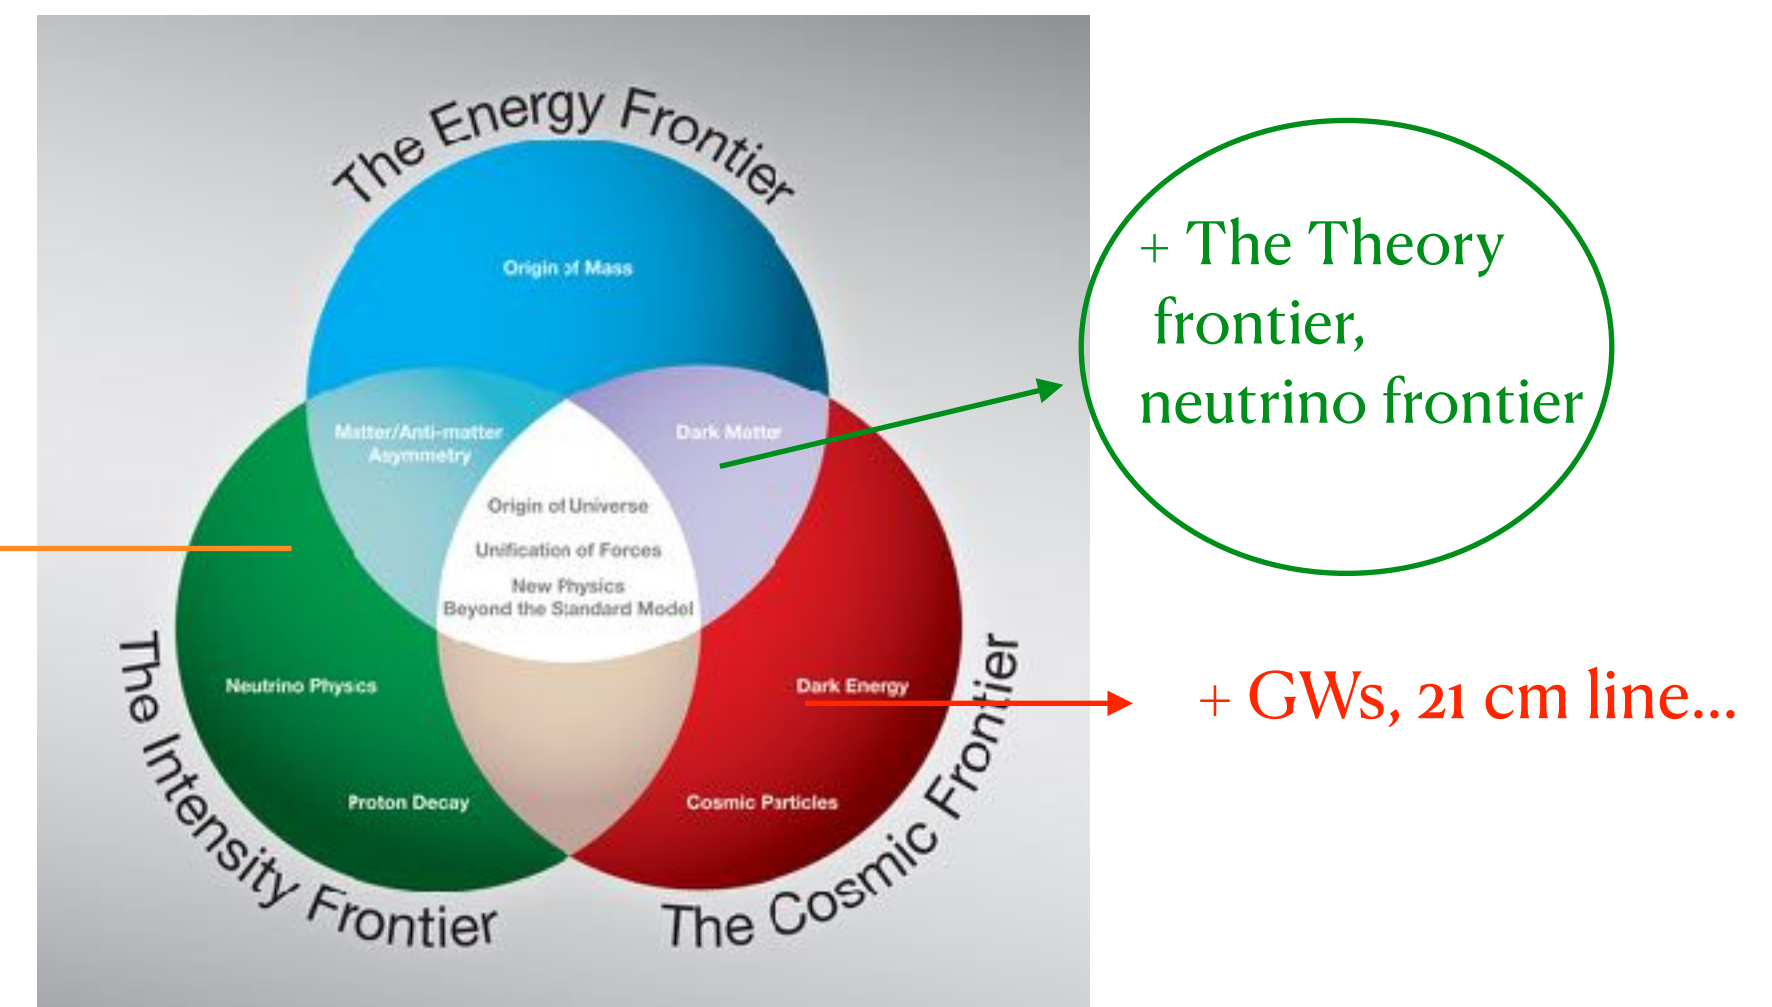 The Energy Frontier
Origin of Mass
+ The Theory
frontier,
neutrino frontier
Matter/Anti-matter
Asymmetry
Dark Matter
Origin of Universe
Unification of Forces
New Physics
Beyond the Standard Model
Neutrino Physics
Dark Energy
+ GWs, 21 cm line...
Proton Decay
Cosmic Particles
The Intensity Frontier
The Cosmic Frontier